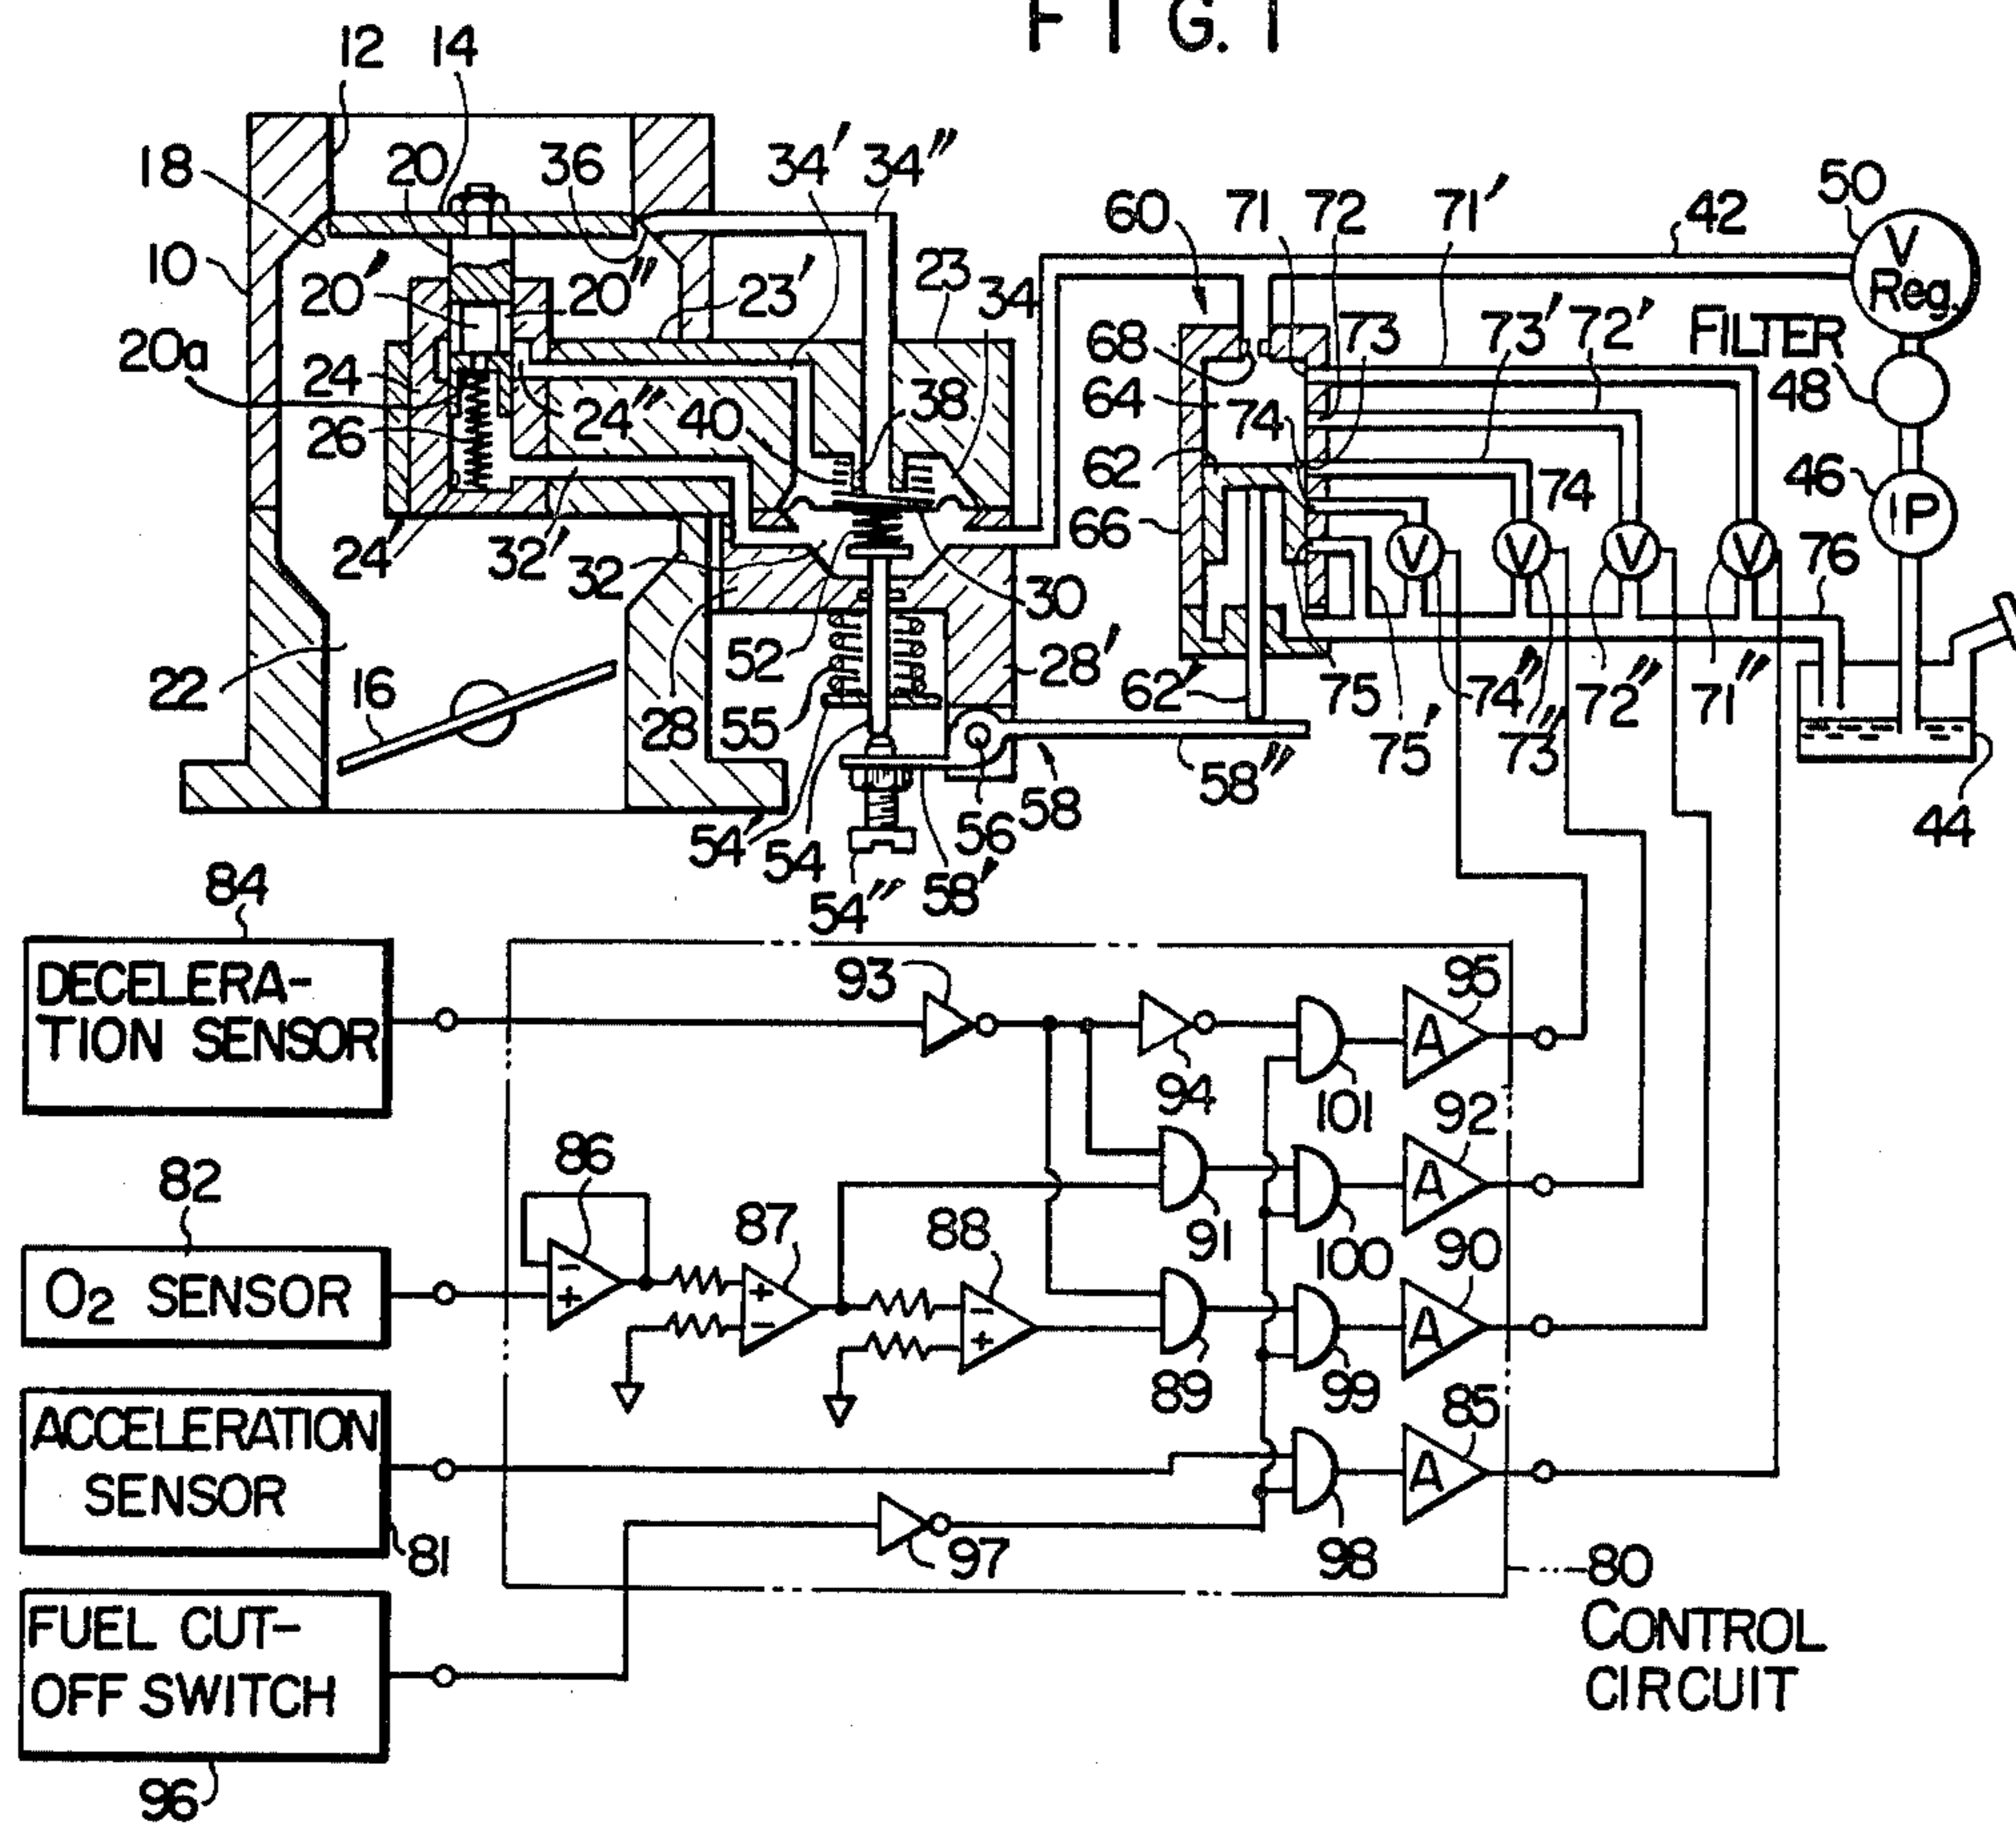 FIG. 1
12 14
18 20 36 34' 34"
10 20' 20" 23' 23 34
20a 24 26 24" 40 38
24' 32' 32 30
22 16 28 52 55 28'
54' 54 54" 56 58 58' 58"
60 71 72 71' 42 50
V
Reg.
68 73 73' 72' FILTER
64 74 48
62 74 46
66 V V V V IP 76
62' 75 75' 74" 73" 72" 71"
44
84
DECELERA-
TION SENSOR
93 94 101 95 A
82
O2 SENSOR
86 87 88 91 100 92 A
- + + - - +
89 99 90 A
ACCELERATION
SENSOR
81 98 85 A
97
FUEL CUT-
OFF SWITCH
96
80
CONTROL
CIRCUIT